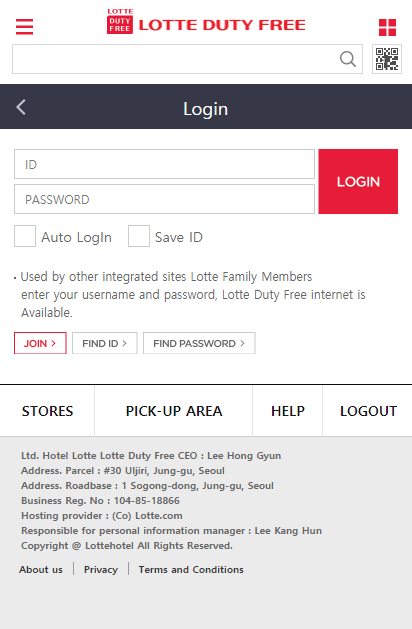 LOTTE
DUTY
FREE
LOTTE DUTY FREE
Login
ID
LOGIN
PASSWORD
Auto LogIn
Save ID
· Used by other integrated sites Lotte Family Members
enter your username and password, Lotte Duty Free internet is
Available.
JOIN >
FIND ID >
FIND PASSWORD >
STORES
PICK-UP AREA
HELP
LOGOUT
Ltd. Hotel Lotte Lotte Duty Free CEO : Lee Hong Gyun
Address. Parcel : #30 Uljiri, Jung-gu, Seoul
Address. Roadbase : 1 Sogong-dong, Jung-gu, Seoul
Business Reg. No : 104-85-18866
Hosting provider : (Co) Lotte.com
Responsible for personal information manager : Lee Kang Hun
Copyright @ Lottehotel All Rights Reserved.
About us | Privacy | Terms and Conditions